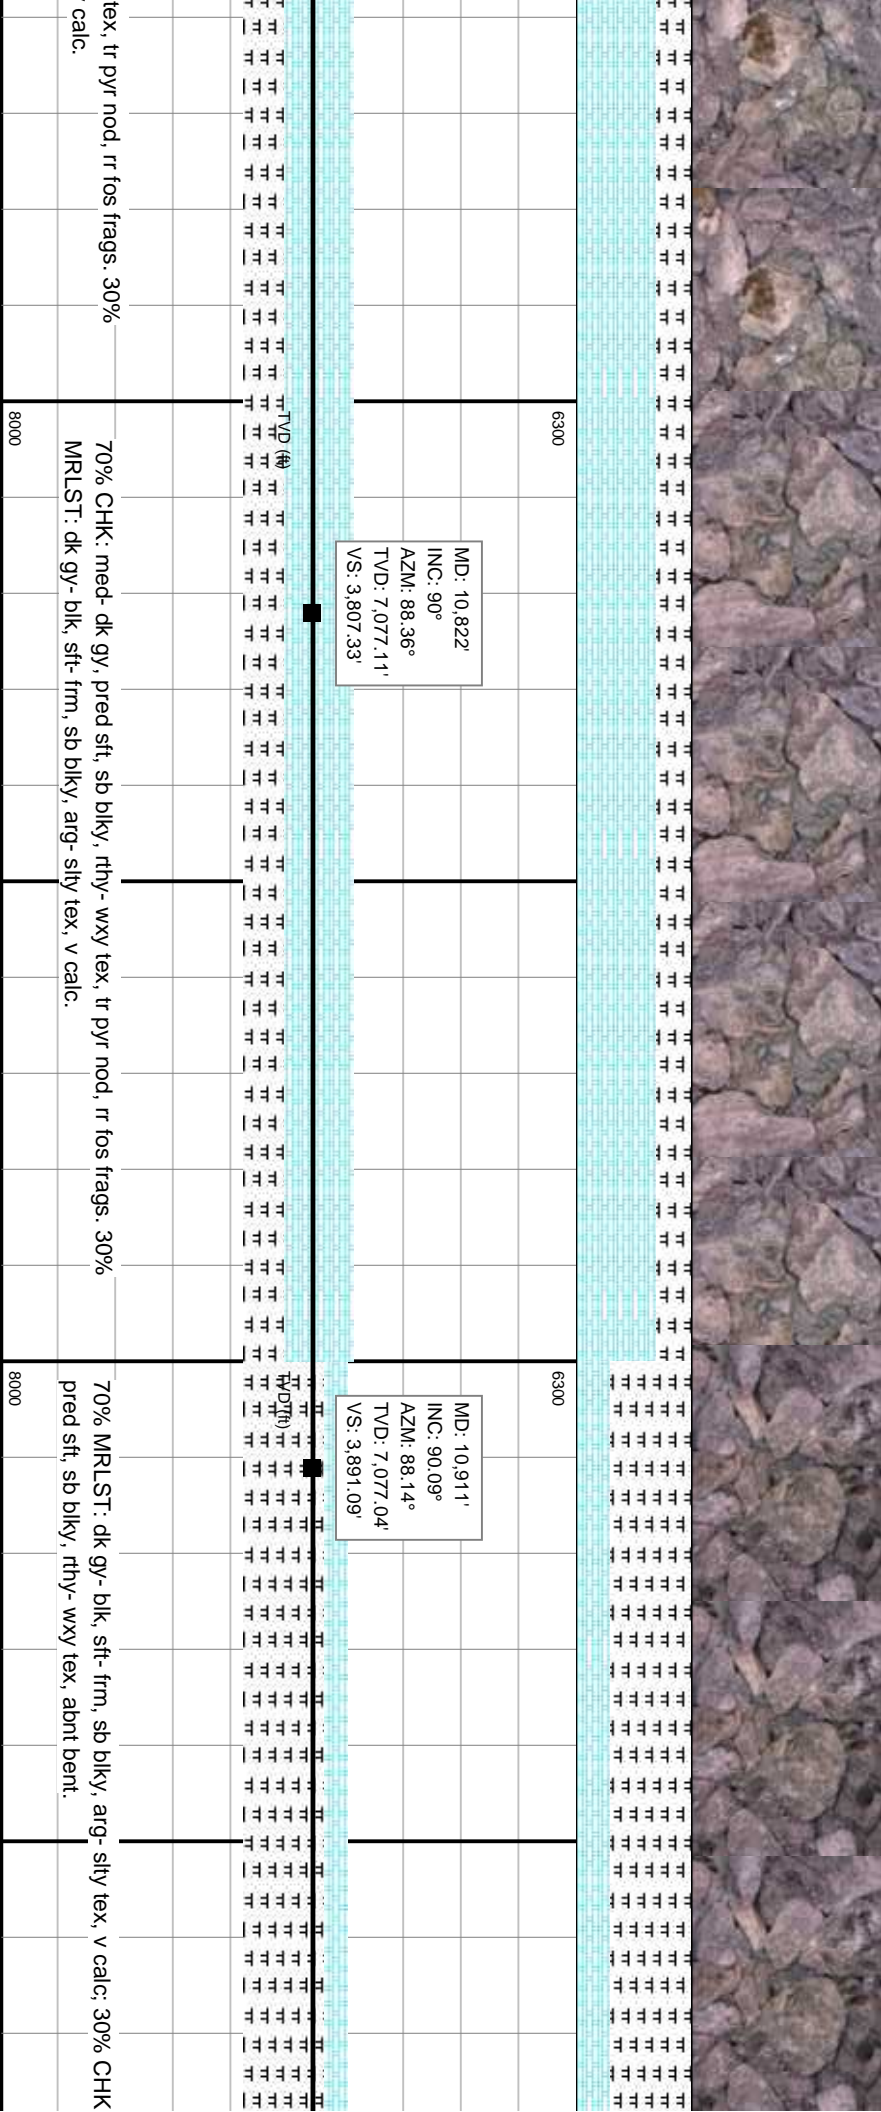 tex, tr pyr nod, rr fos frags. 30%
calc.
8000
TVD (ft)
6300
MD: 10,822'
INC: 90°
AZM: 88.36°
TVD: 7,077.11'
VS: 3,807.33'
70% CHK: med- dk gy, pred sft, sb blky, rthy- wxy tex, tr pyr nod, rr fos frags. 30%
MRLST: dk gy- blk, sft- frm, sb blky, arg- slty tex, v calc.
8000
TVD (ft)
6300
MD: 10,911'
INC: 90.09°
AZM: 88.14°
TVD: 7,077.04'
VS: 3,891.09'
70% MRLST: dk gy- blk, sft- frm, sb blky, arg- slty tex, v calc; 30% CHK
pred sft, sb blky, rthy- wxy tex, abnt bent.